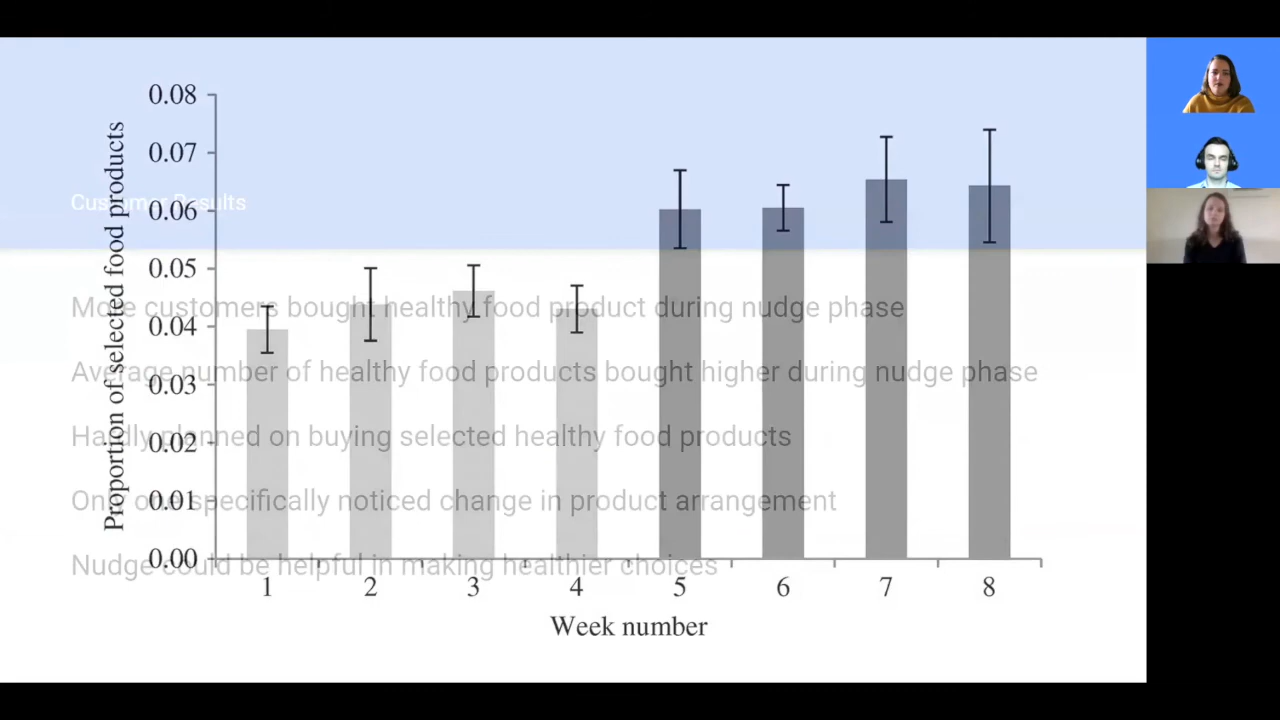 0.08
0.07
0.06
0.05
0.04
0.03
0.02
0.01
0.00
Proportion of selected food products
1 2 3 4 5 6 7 8
Week number
Customer Results
More customers bought healthy food product during nudge phase
Average number of healthy food products bought higher during nudge phase
Hardly planned on buying selected healthy food products
Only one specifically noticed change in product arrangement
Nudge could be helpful in making healthier choices